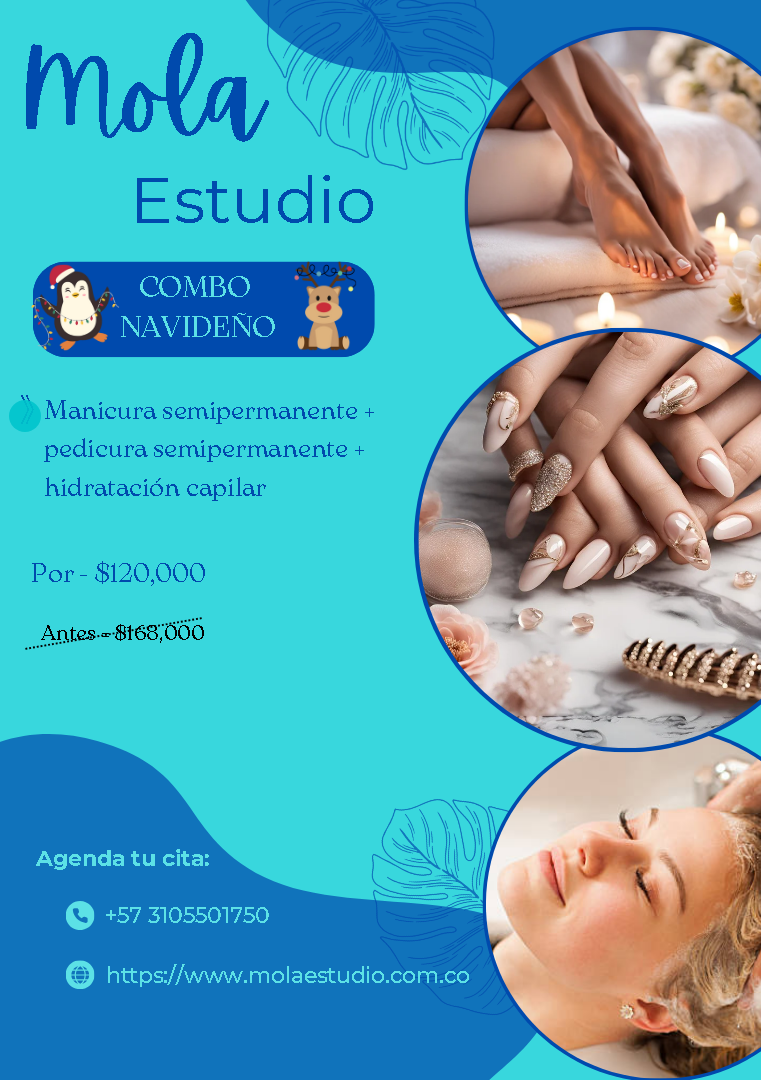 Mola
Estudio
COMBO
NAVIDEÑO
Manicura semipermanente +
pedicura semipermanente +
hidratación capilar
Por - $120,000
Antes - $168,000
Agenda tu cita:
+57 3105501750
https://www.molaestudio.com.co